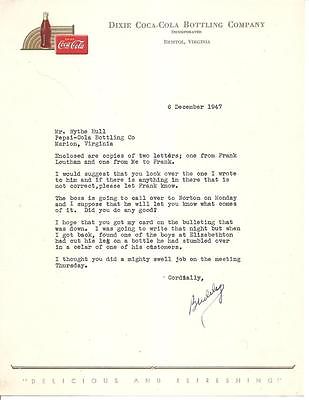 DIXIE COCA-COLA BOTTLING COMPANY
INCORPORATED
BRISTOL, VIRGINIA
DRINK
Coca-Cola
6 December 1947
Mr. Hythe Hull
Pepsi-Cola Bottling Co
Marion, Virginia
Enclosed are copies of two letters; one from Frank
Louthan and one from Me to Frank.
I would suggest that you look over the one I wrote
to him and if there is anything in there that is
not correct,please let Frank know.
The boss is going to call over to Norton on Monday
and I suppose that he will let you know what comes
of it. Did you do any good?
I hope that you got my card on the bulleting that
was down. I was going to write that night but when
I got back, found one of the boys at Elizebethton
had cut his leg on a bottle he had stumbled over
in a celar of one of his customers.
I thought you did a mighty swell job on the meeting
Thursday.
Cordially,
"DELICIOUS AND REFRESHING"